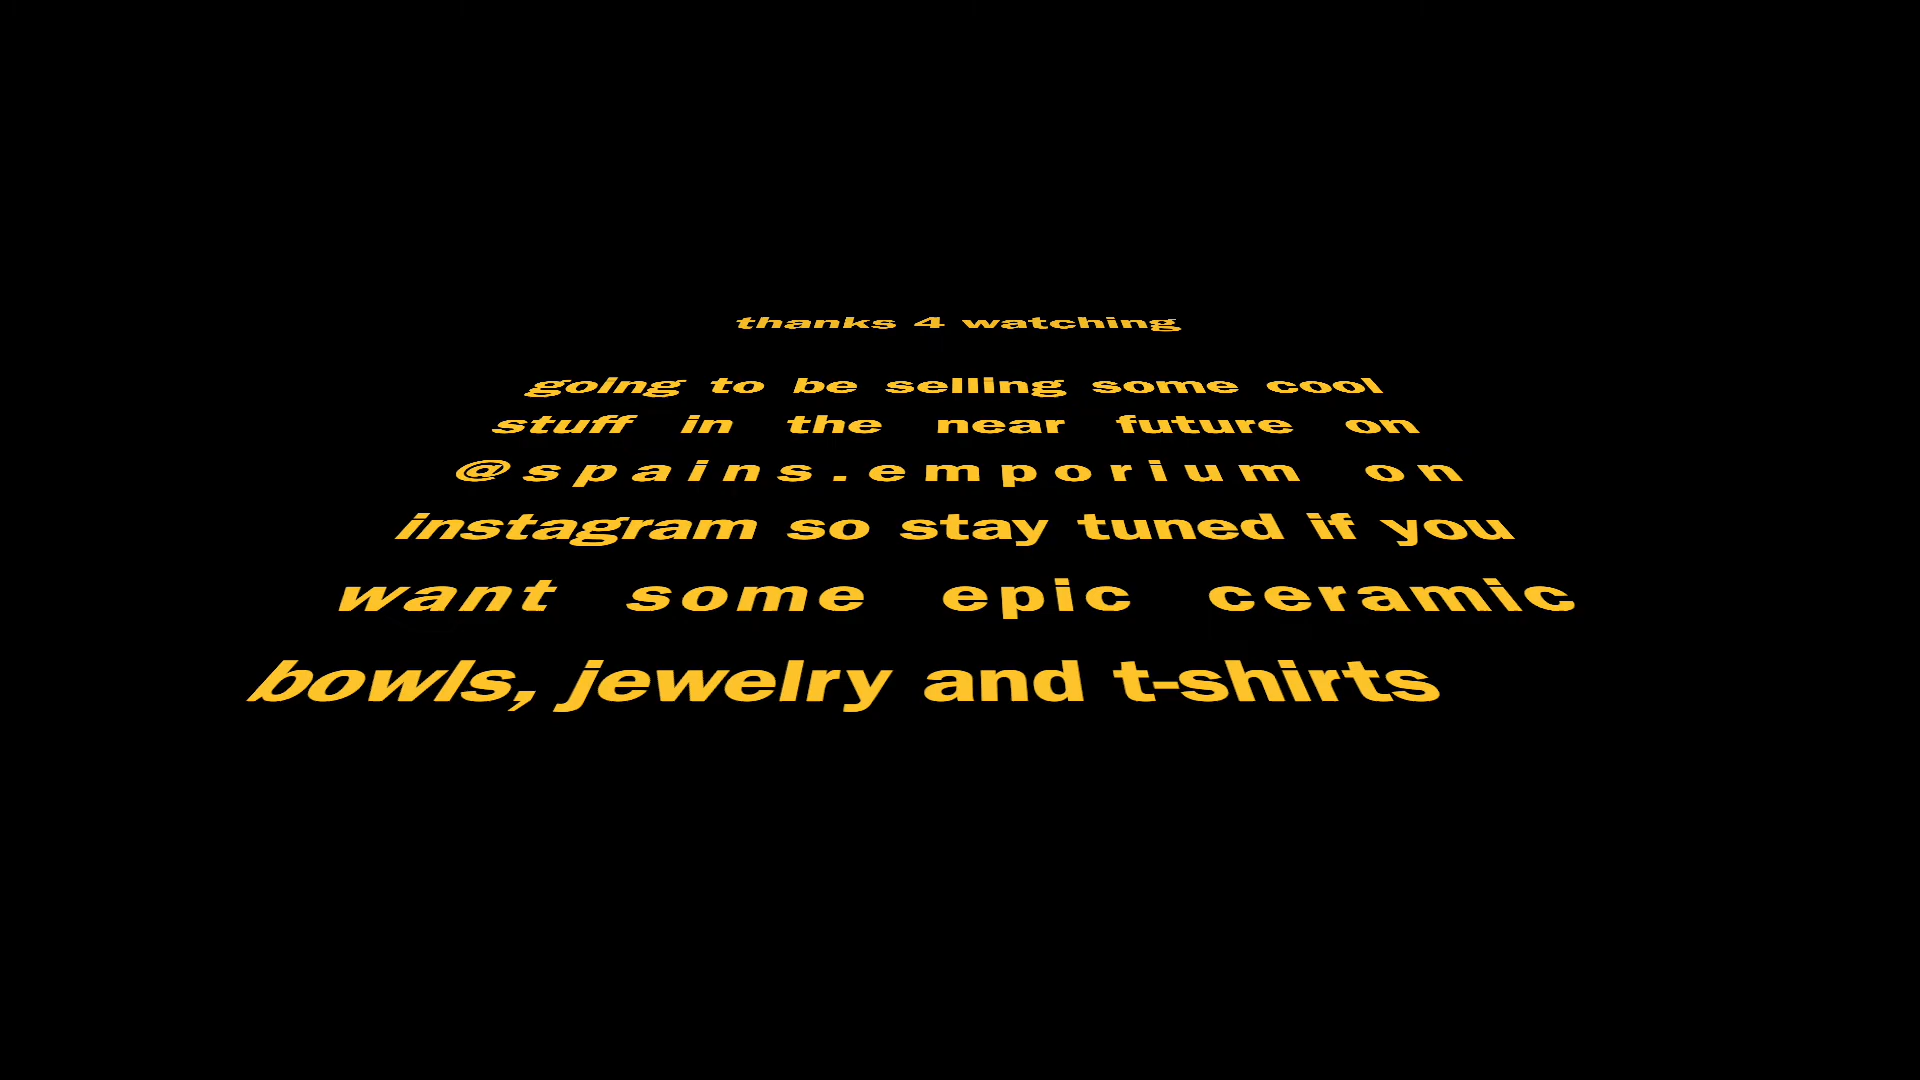 thanks 4 watching
going to be selling some cool
stuff in the near future on
@spains.emporium on
instagram so stay tuned if you
want some epic ceramic
bowls, jewelry and t-shirts